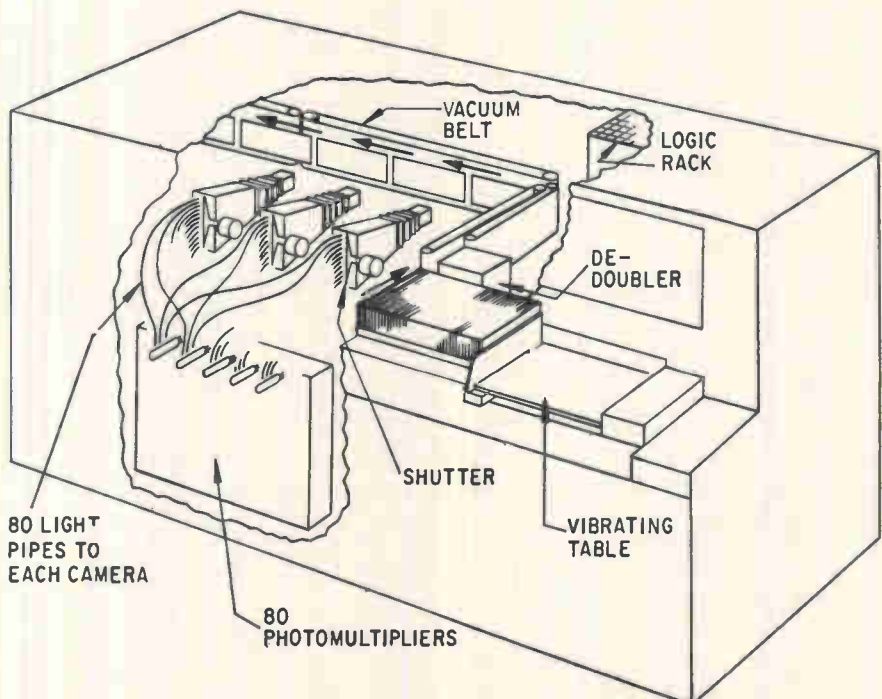 VACUUM
BELT
LOGIC
RACK
DE-
DOUBLER
SHUTTER
80 LIGHT
PIPES TO
EACH CAMERA
VIBRATING
TABLE
80
PHOTOMULTIPLIERS